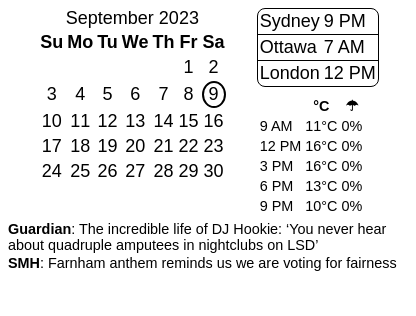 September 2023
Su Mo Tu We Th Fr Sa
1 2
3 4 5 6 7 8 9
10 11 12 13 14 15 16
17 18 19 20 21 22 23
24 25 26 27 28 29 30
Sydney 9 PM
Ottawa 7 AM
London 12 PM
°C ☂
9 AM 11°C 0%
12 PM 16°C 0%
3 PM 16°C 0%
6 PM 13°C 0%
9 PM 10°C 0%
Guardian: The incredible life of DJ Hookie: ‘You never hear
about quadruple amputees in nightclubs on LSD’
SMH: Farnham anthem reminds us we are voting for fairness